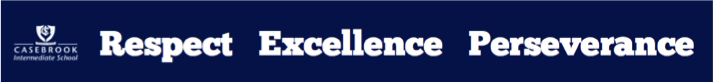 CASEBROOK
Intermediate School
Respect Excellence Perseverance